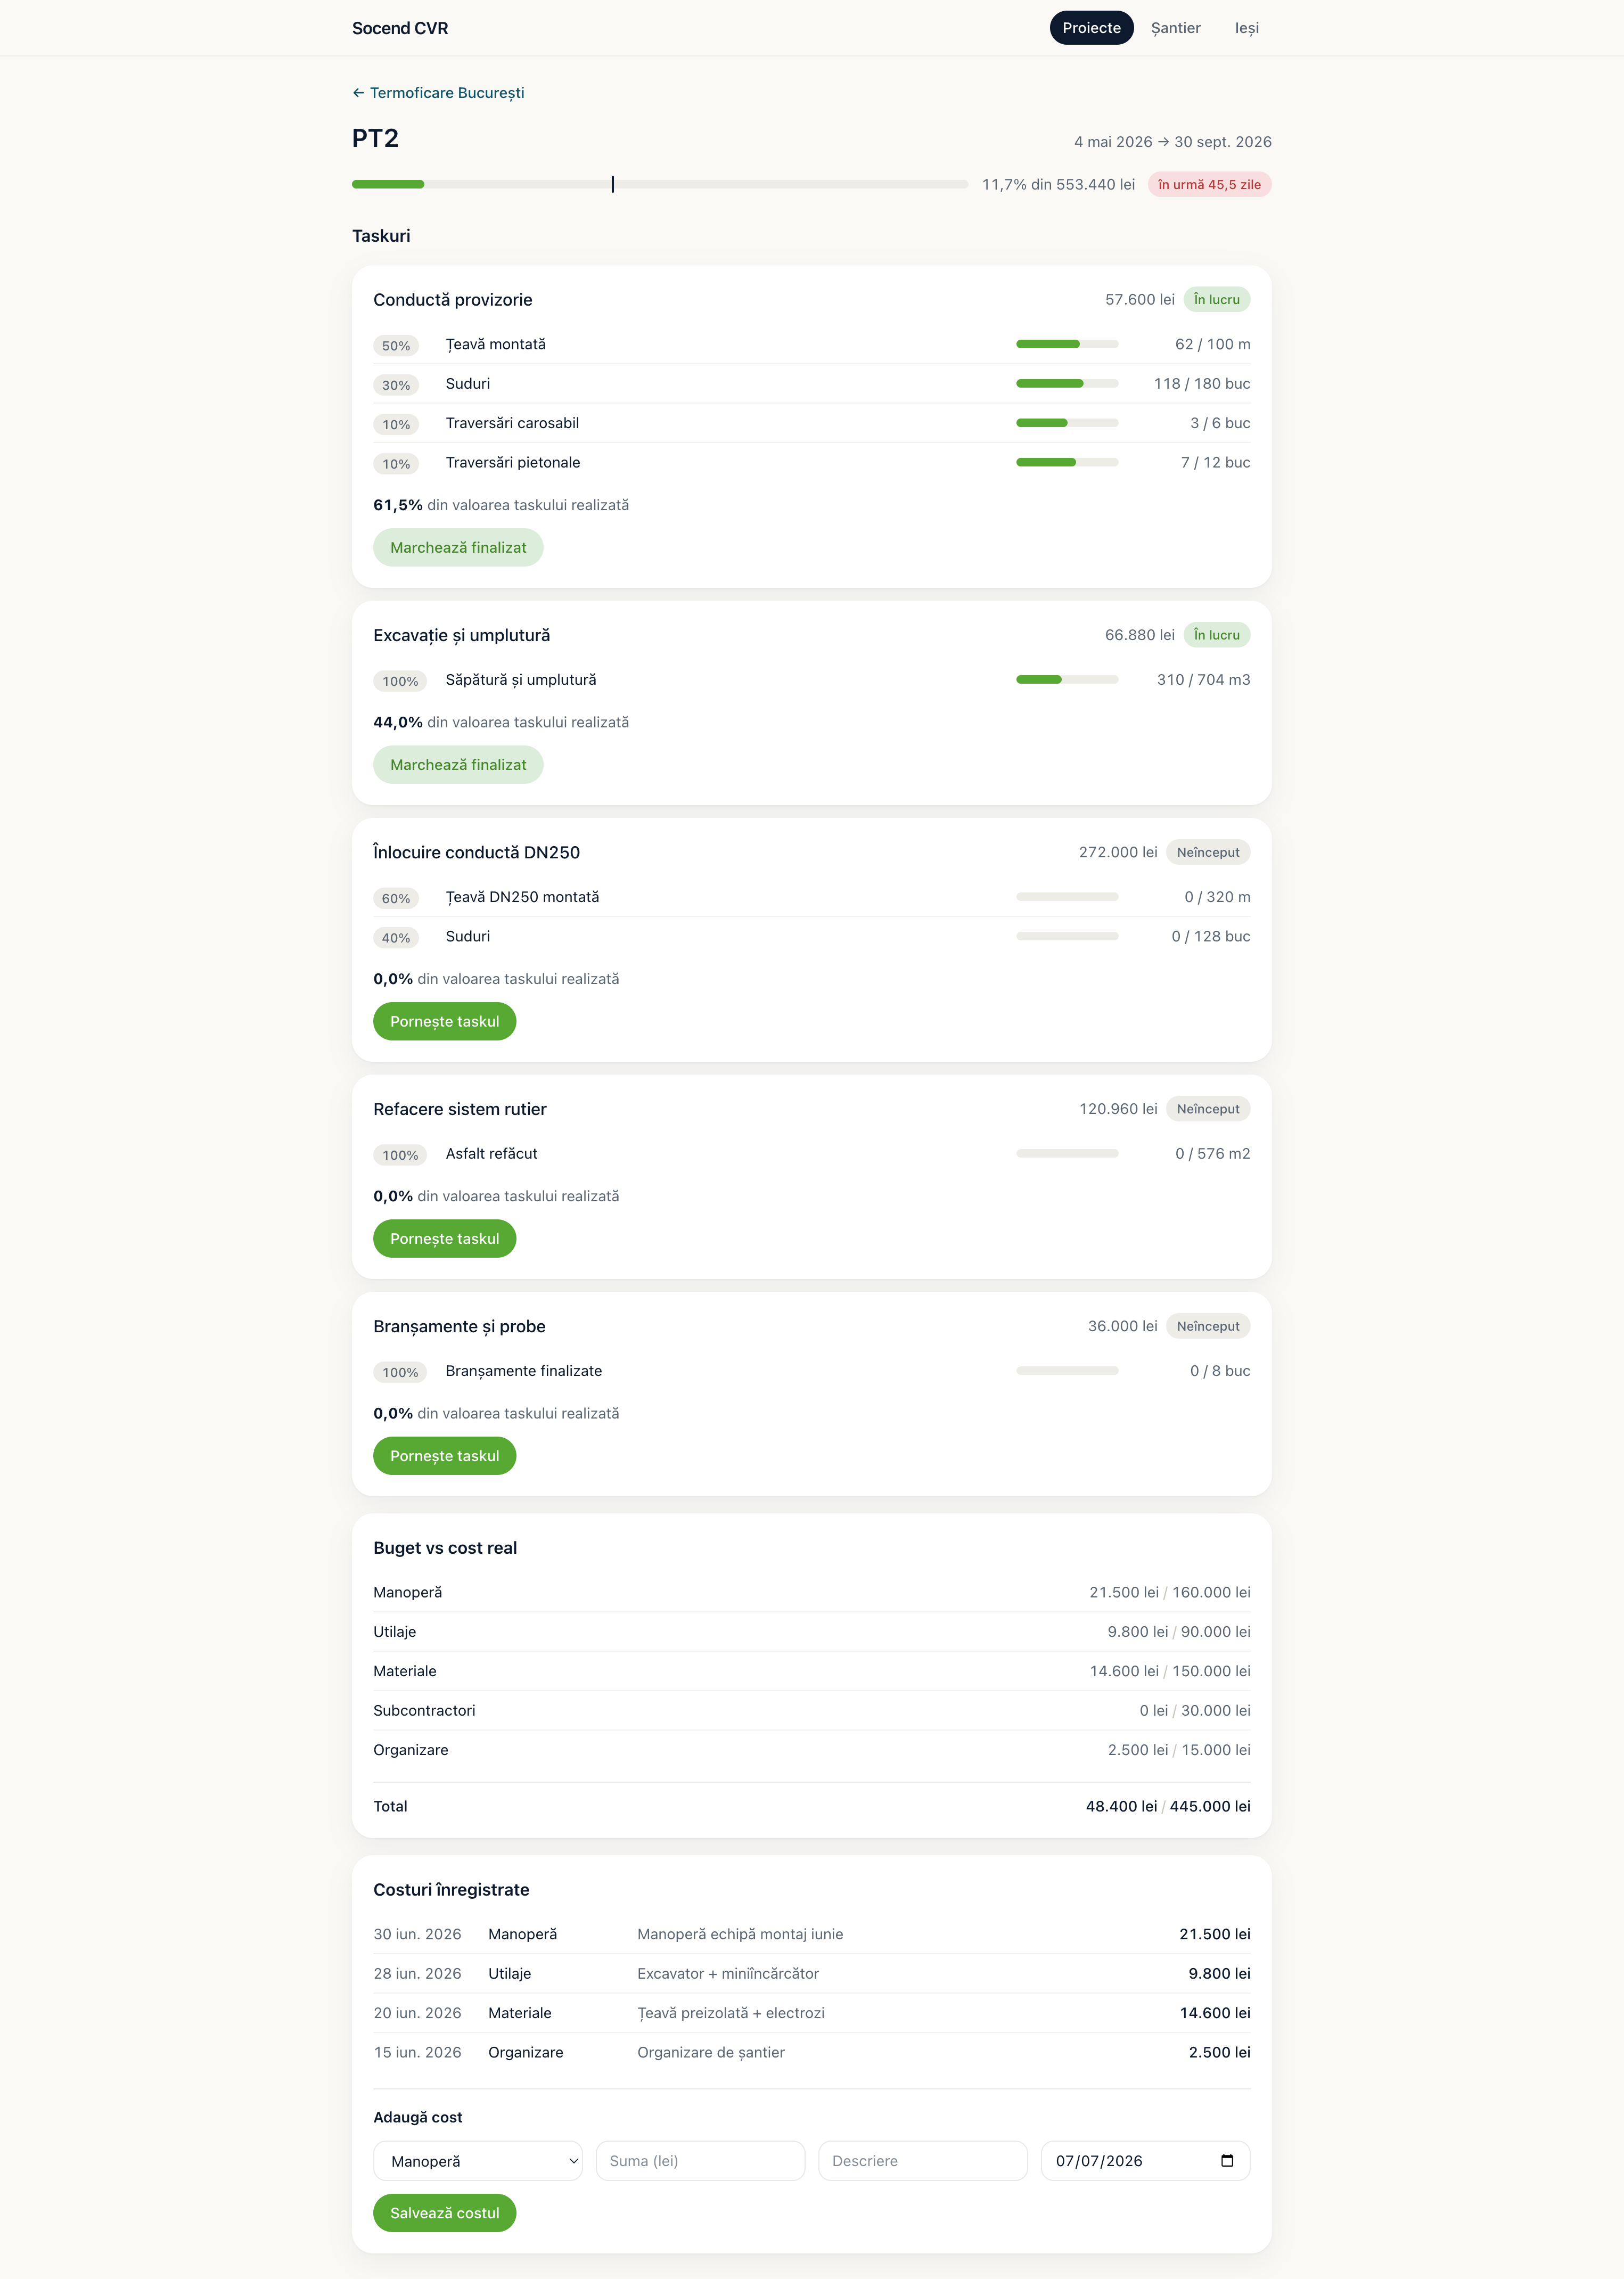 Socend CVR Proiecte Șantier Ieși
← Termoficare București
PT2 4 mai 2026 → 30 sept. 2026
11,7% din 553.440 lei în urmă 45,5 zile
Taskuri
Conductă provizorie 57.600 lei În lucru
50% Țeavă montată 62 / 100 m
30% Suduri 118 / 180 buc
10% Traversări carosabil 3 / 6 buc
10% Traversări pietonale 7 / 12 buc
61,5% din valoarea taskului realizată
Marchează finalizat
Excavație și umplutură 66.880 lei În lucru
100% Săpătură și umplutură 310 / 704 m3
44,0% din valoarea taskului realizată
Marchează finalizat
Înlocuire conductă DN250 272.000 lei Neînceput
60% Țeavă DN250 montată 0 / 320 m
40% Suduri 0 / 128 buc
0,0% din valoarea taskului realizată
Pornește taskul
Refacere sistem rutier 120.960 lei Neînceput
100% Asfalt refăcut 0 / 576 m2
0,0% din valoarea taskului realizată
Pornește taskul
Branșamente și probe 36.000 lei Neînceput
100% Branșamente finalizate 0 / 8 buc
0,0% din valoarea taskului realizată
Pornește taskul
Buget vs cost real
Manoperă 21.500 lei / 160.000 lei
Utilaje 9.800 lei / 90.000 lei
Materiale 14.600 lei / 150.000 lei
Subcontractori 0 lei / 30.000 lei
Organizare 2.500 lei / 15.000 lei
Total 48.400 lei / 445.000 lei
Costuri înregistrate
30 iun. 2026 Manoperă Manoperă echipă montaj iunie 21.500 lei
28 iun. 2026 Utilaje Excavator + miniîncărcător 9.800 lei
20 iun. 2026 Materiale Țeavă preizolată + electrozi 14.600 lei
15 iun. 2026 Organizare Organizare de șantier 2.500 lei
Adaugă cost
Manoperă Suma (lei) Descriere 07/07/2026
Salvează costul